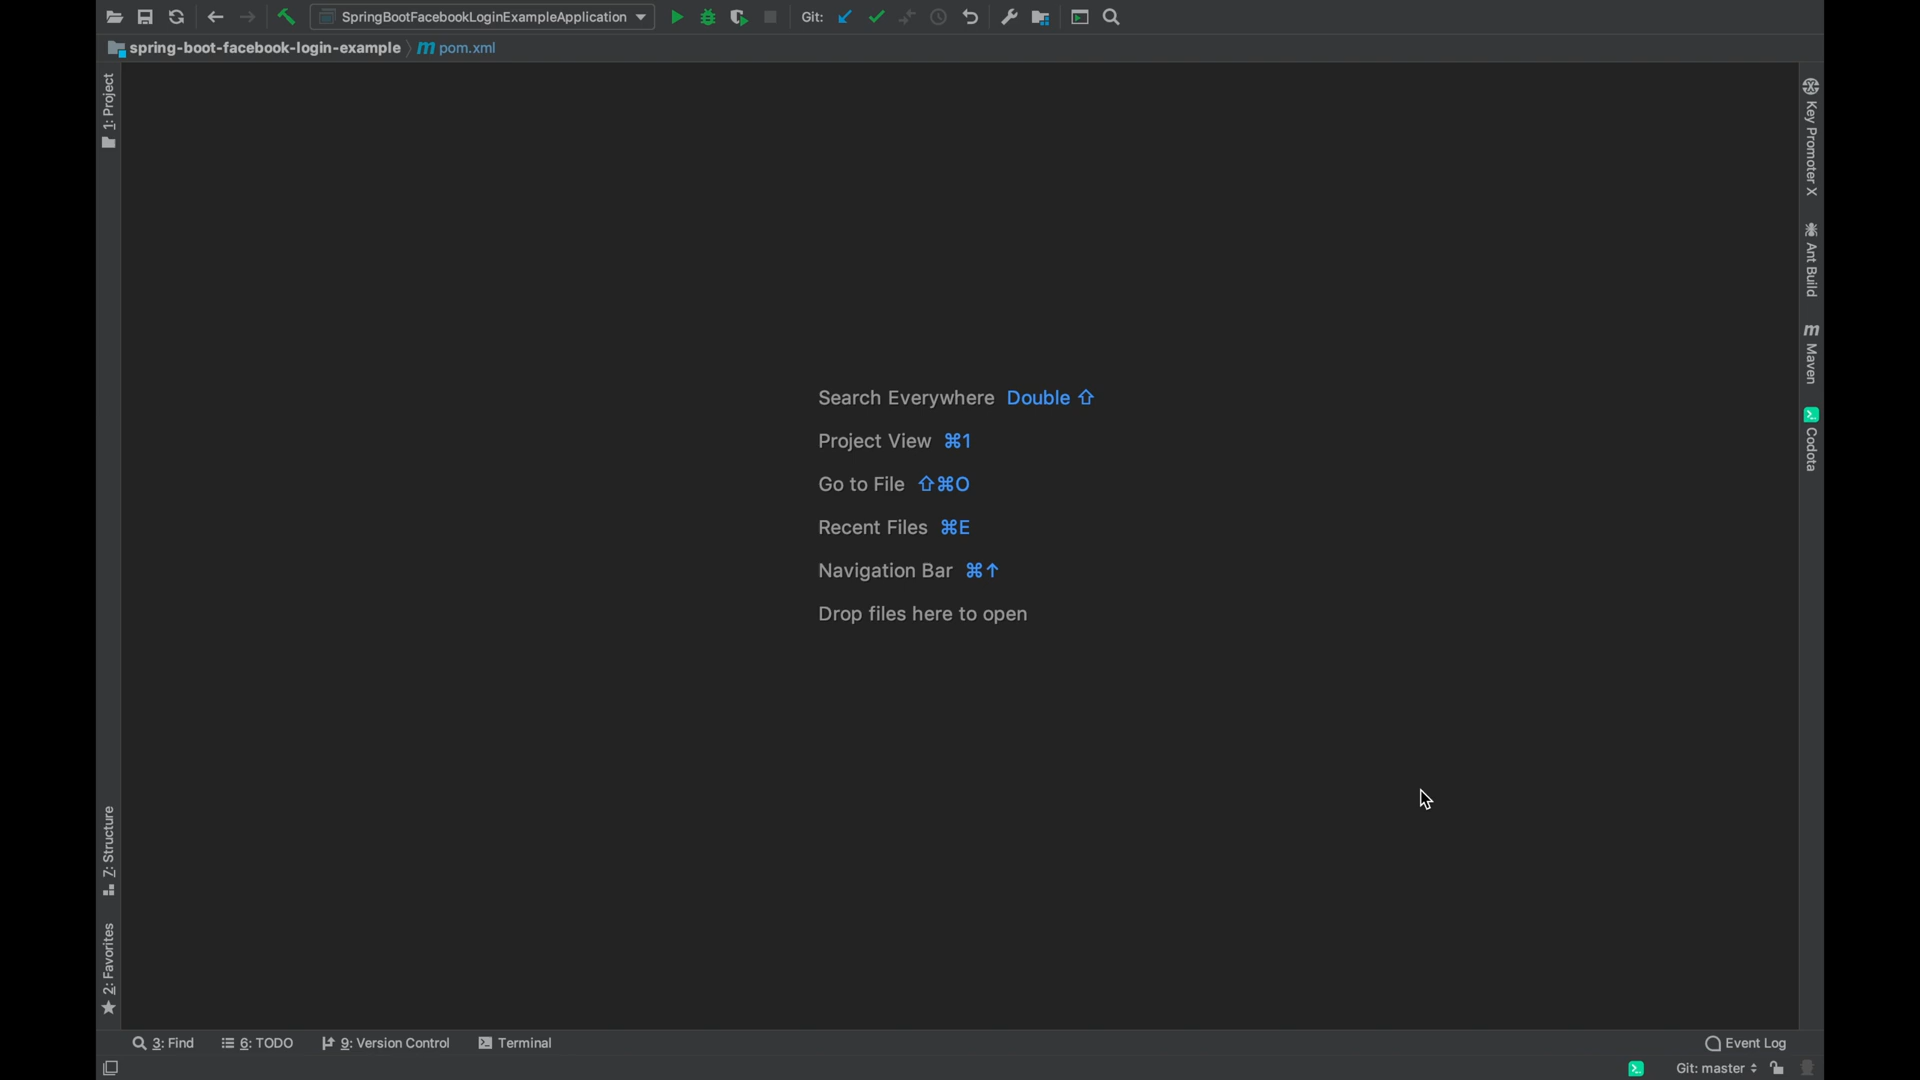 SpringBootFacebookLoginExampleApplication
Git:
spring-boot-facebook-login-example
m pom.xml
1: Project
Key Promoter X
Ant Build
m Maven
Codota
Search Everywhere Double ⇧
Project View ⌘1
Go to File ⇧⌘O
Recent Files ⌘E
Navigation Bar ⌘↑
Drop files here to open
Z: Structure
2: Favorites
3: Find
6: TODO
9: Version Control
Terminal
Event Log
Git: master